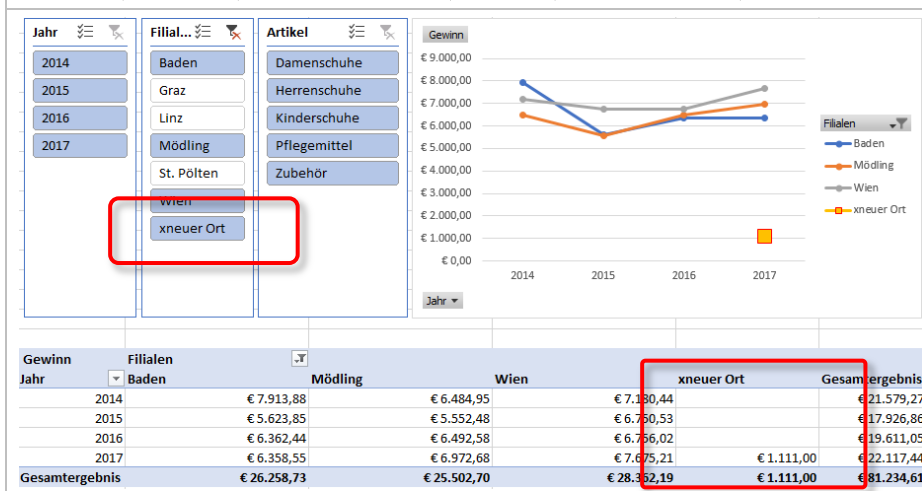 Jahr
2014
2015
2016
2017
Filial...
Baden
Graz
Linz
Mödling
St. Pölten
Wien
xneuer Ort
Artikel
Damenschuhe
Herrenschuhe
Kinderschuhe
Pflegemittel
Zubehör
Gewinn
€ 9.000,00
€ 8.000,00
€ 7.000,00
€ 6.000,00
€ 5.000,00
€ 4.000,00
€ 3.000,00
€ 2.000,00
€ 1.000,00
€ 0,00
2014 2015 2016 2017
Jahr
Filialen
Baden
Mödling
Wien
xneuer Ort
Gewinn Filialen
Jahr Baden Mödling Wien xneuer Ort Gesamtergebnis
2014 € 7.913,88 € 6.484,95 € 7.180,44 € 21.579,27
2015 € 5.623,85 € 5.552,48 € 6.750,53 € 17.926,86
2016 € 6.362,44 € 6.492,58 € 6.756,02 € 19.611,05
2017 € 6.358,55 € 6.972,68 € 7.675,21 € 1.111,00 € 22.117,44
Gesamtergebnis € 26.258,73 € 25.502,70 € 28.362,19 € 1.111,00 € 81.234,61